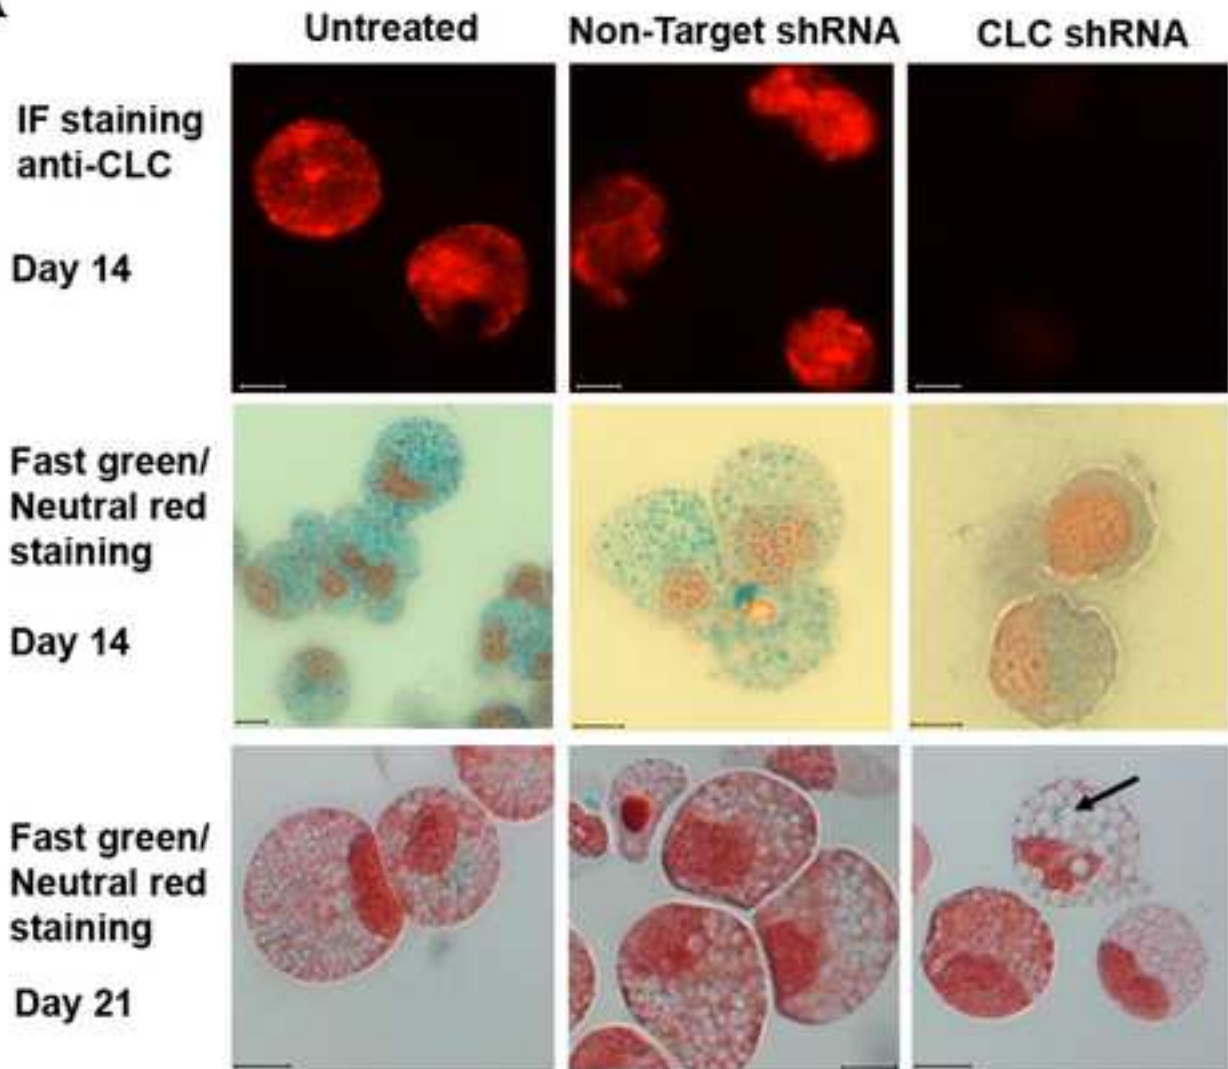 A
Untreated Non-Target shRNA CLC shRNA
IF staining
anti-CLC
Day 14
Fast green/
Neutral red
staining
Day 14
Fast green/
Neutral red
staining
Day 21